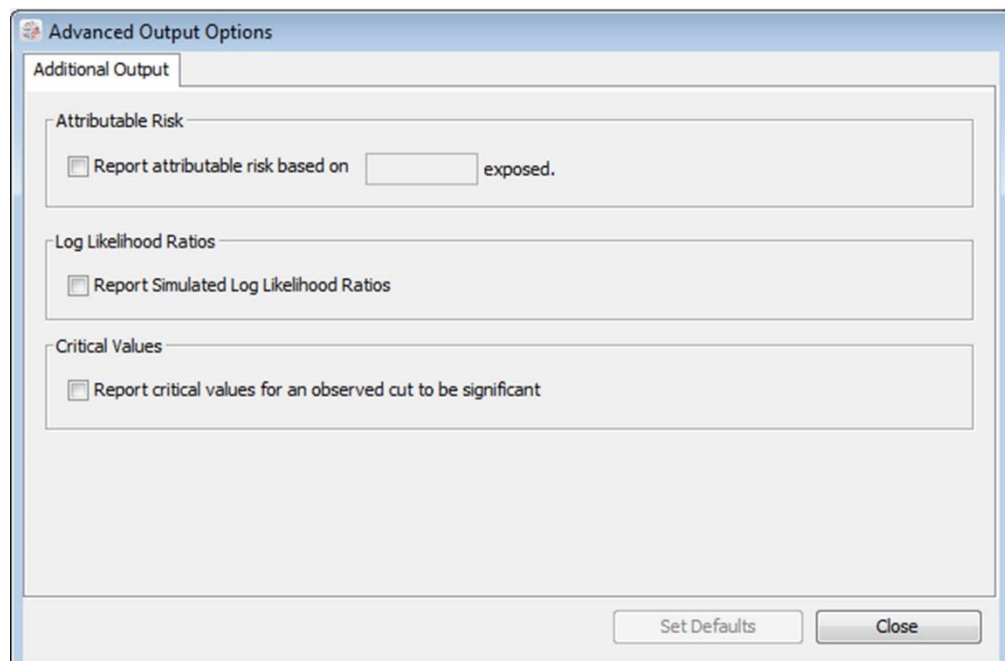 Advanced Output Options
Additional Output
Attributable Risk
Report attributable risk based on exposed.
Log Likelihood Ratios
Report Simulated Log Likelihood Ratios
Critical Values
Report critical values for an observed cut to be significant
Set Defaults Close